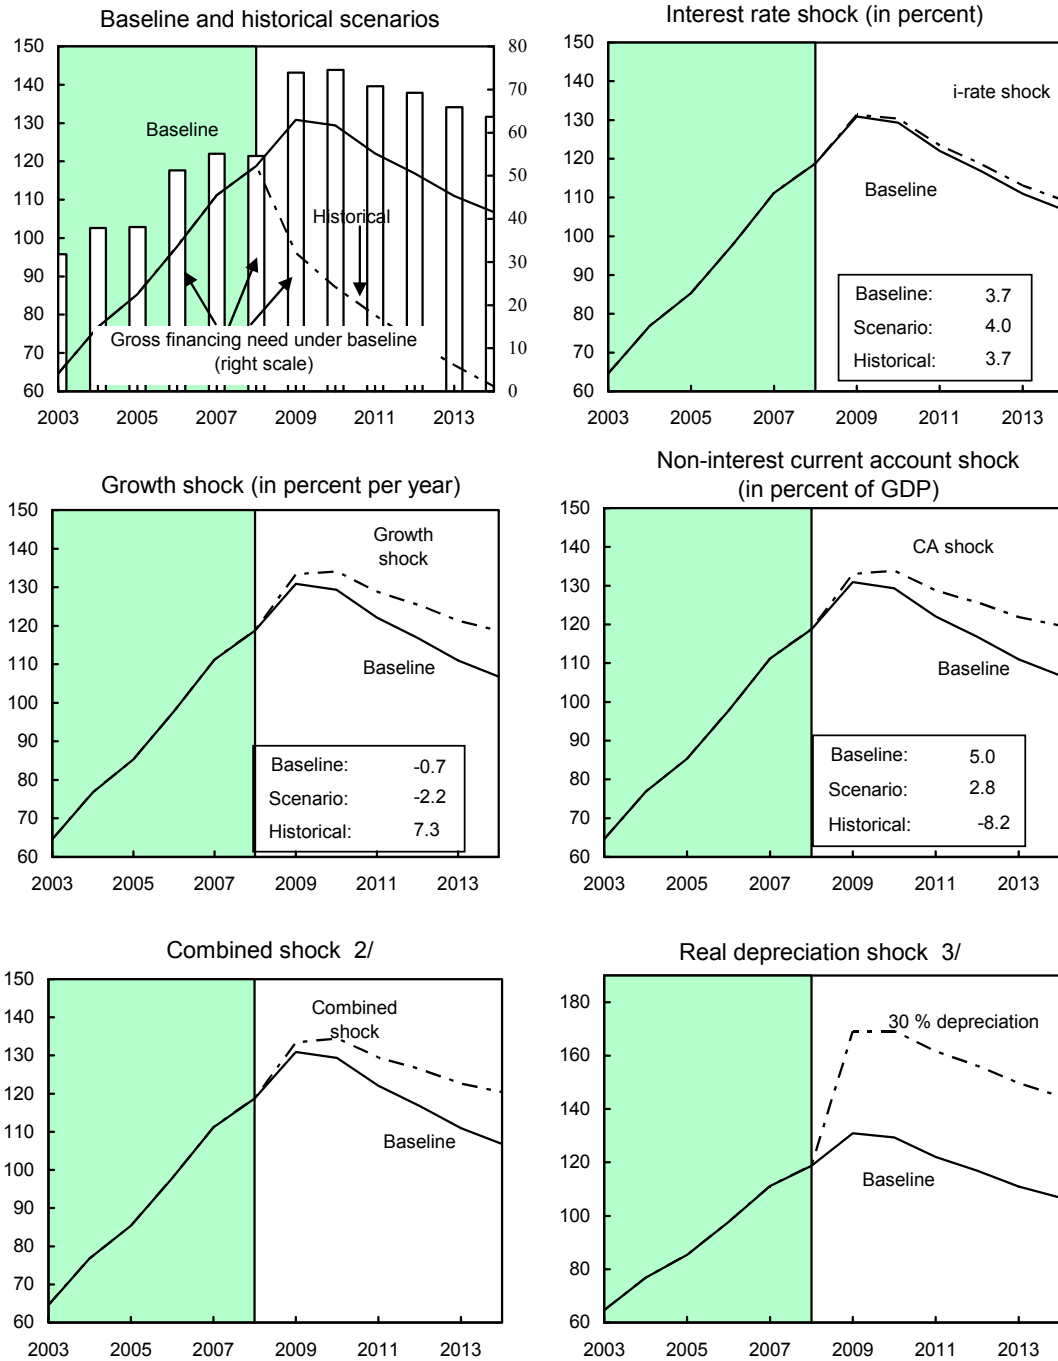 Baseline and historical scenarios
150
140
130
120
110
100
90
80
70
60
80
70
60
50
40
30
20
10
0
Baseline
Historical
Gross financing need under baseline
(right scale)
2003 2005 2007 2009 2011 2013
Interest rate shock (in percent)
150
140
130
120
110
100
90
80
70
60
i-rate shock
Baseline
Baseline: 3.7
Scenario: 4.0
Historical: 3.7
2003 2005 2007 2009 2011 2013
Growth shock (in percent per year)
150
140
130
120
110
100
90
80
70
60
Growth
shock
Baseline
Baseline: -0.7
Scenario: -2.2
Historical: 7.3
2003 2005 2007 2009 2011 2013
Non-interest current account shock
(in percent of GDP)
150
140
130
120
110
100
90
80
70
60
CA shock
Baseline
Baseline: 5.0
Scenario: 2.8
Historical: -8.2
2003 2005 2007 2009 2011 2013
Combined shock 2/
150
140
130
120
110
100
90
80
70
60
Combined
shock
Baseline
2003 2005 2007 2009 2011 2013
Real depreciation shock 3/
180
160
140
120
100
80
60
30 % depreciation
Baseline
2003 2005 2007 2009 2011 2013